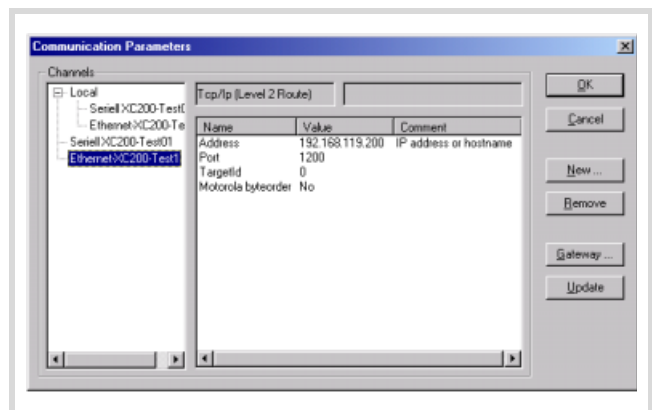 Communication Parameters
Channels
Local
Seriell XC200-Test0
Ethernet-XC200-Te
Seriell XC200-Test01
Ethernet-XC200-Test1
Tcp/Ip (Level 2 Route)
Name Value Comment
Address 192.168.119.200 IP address or hostname
Port 1200
TargetId 0
Motorola byteorder No
OK
Cancel
New ...
Remove
Gateway ...
Update